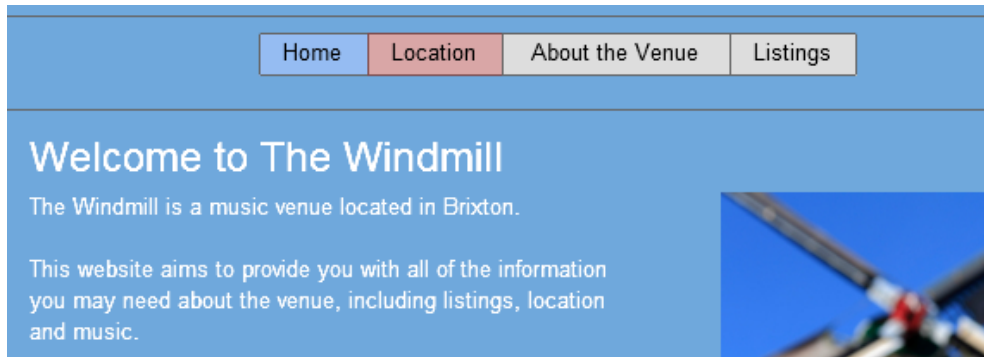 Home Location About the Venue Listings
Welcome to The Windmill
The Windmill is a music venue located in Brixton.
This website aims to provide you with all of the information
you may need about the venue, including listings, location
and music.